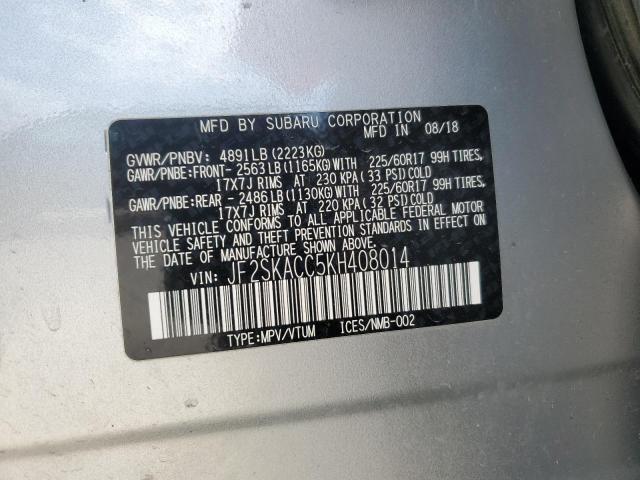 MFD BY SUBARU CORPORATION
MFD IN 08/18
GVWR/PNBV: 4891LB(2223KG)
GAWR/PNBE:FRONT-2563LB(1165KG)WITH 225/60R17 99H TIRES,
17X7J RIMS AT 230 KPA(33 PSI)COLD
GAWR/PNBE:REAR -2486LB(1130KG)WITH 225/60R17 99H TIRES,
17X7J RIMS AT 220 KPA(32 PSI)COLD
THIS VEHICLE CONFORMS TO ALL APPLICABLE FEDERAL MOTOR
VEHICLE SAFETY AND THEFT PREVENTION STANDARDS IN EFFECT ON
THE DATE OF MANUFACTURE SHOWN ABOVE.
VIN: JF2SKACC5KH408014
TYPE:MPV/VTUM ICES/NMB-002